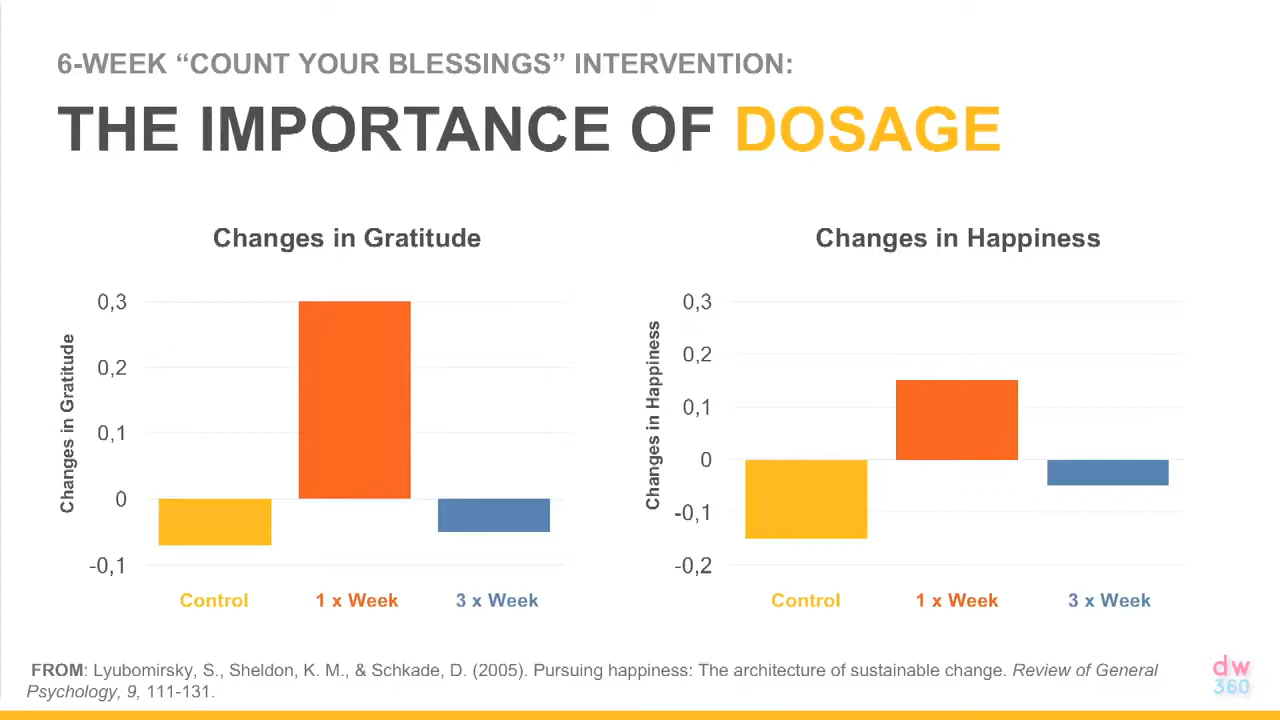 6-WEEK “COUNT YOUR BLESSINGS” INTERVENTION:
THE IMPORTANCE OF DOSAGE
Changes in Gratitude
Changes in Gratitude
0,3
0,2
0,1
0
-0,1
Control
1 x Week
3 x Week
Changes in Happiness
Changes in Happiness
0,3
0,2
0,1
0
-0,1
-0,2
Control
1 x Week
3 x Week
FROM: Lyubomirsky, S., Sheldon, K. M., & Schkade, D. (2005). Pursuing happiness: The architecture of sustainable change. Review of General
Psychology, 9, 111-131.
dw
360